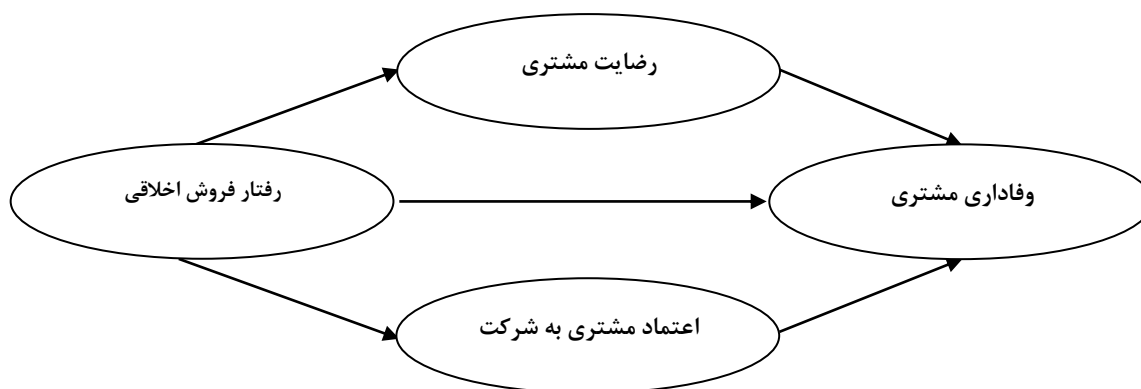 رضایت مشتری
رفتار فروش اخلاقی
وفاداری مشتری
اعتماد مشتری به شرکت